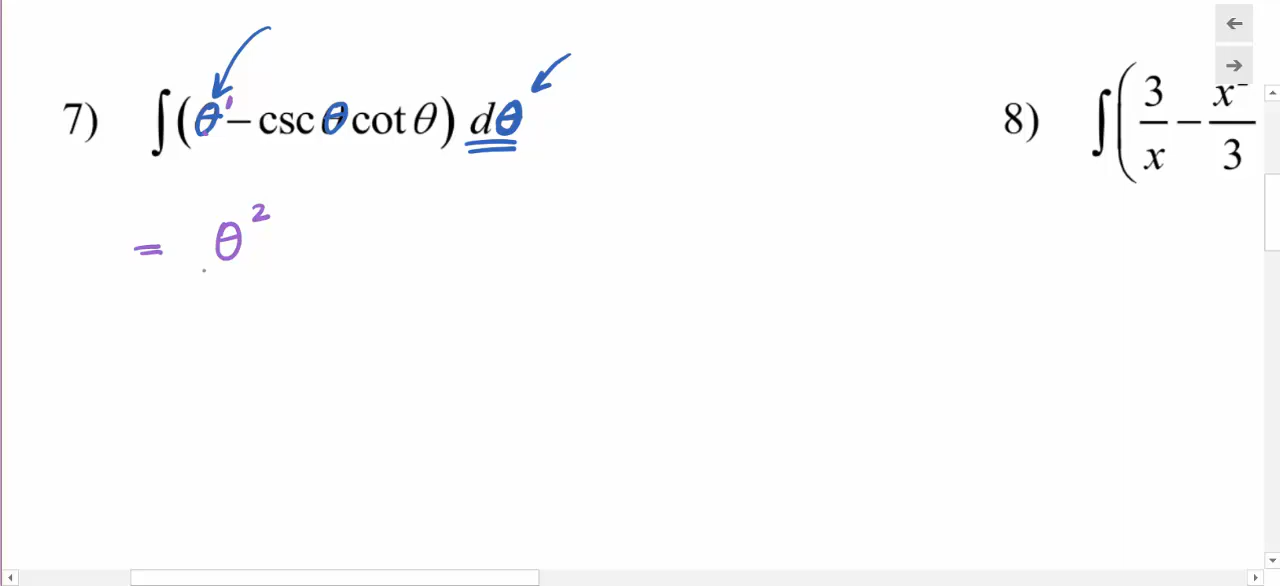 7) ∫(θ¹ − csc θ cot θ) dθ
= θ²
8) ∫(3/x − x⁻/3